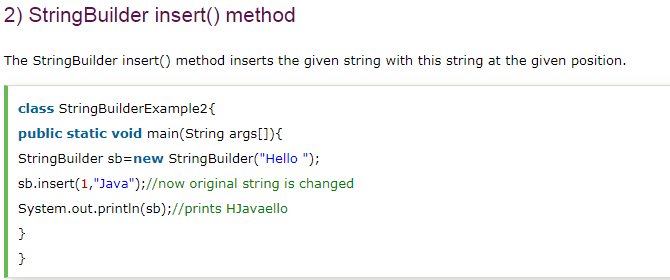 2) StringBuilder insert() method
The StringBuilder insert() method inserts the given string with this string at the given position.
class StringBuilderExample2{
public static void main(String args[]){
StringBuilder sb=new StringBuilder("Hello ");
sb.insert(1,"Java");//now original string is changed
System.out.println(sb);//prints HJavaello
}
}